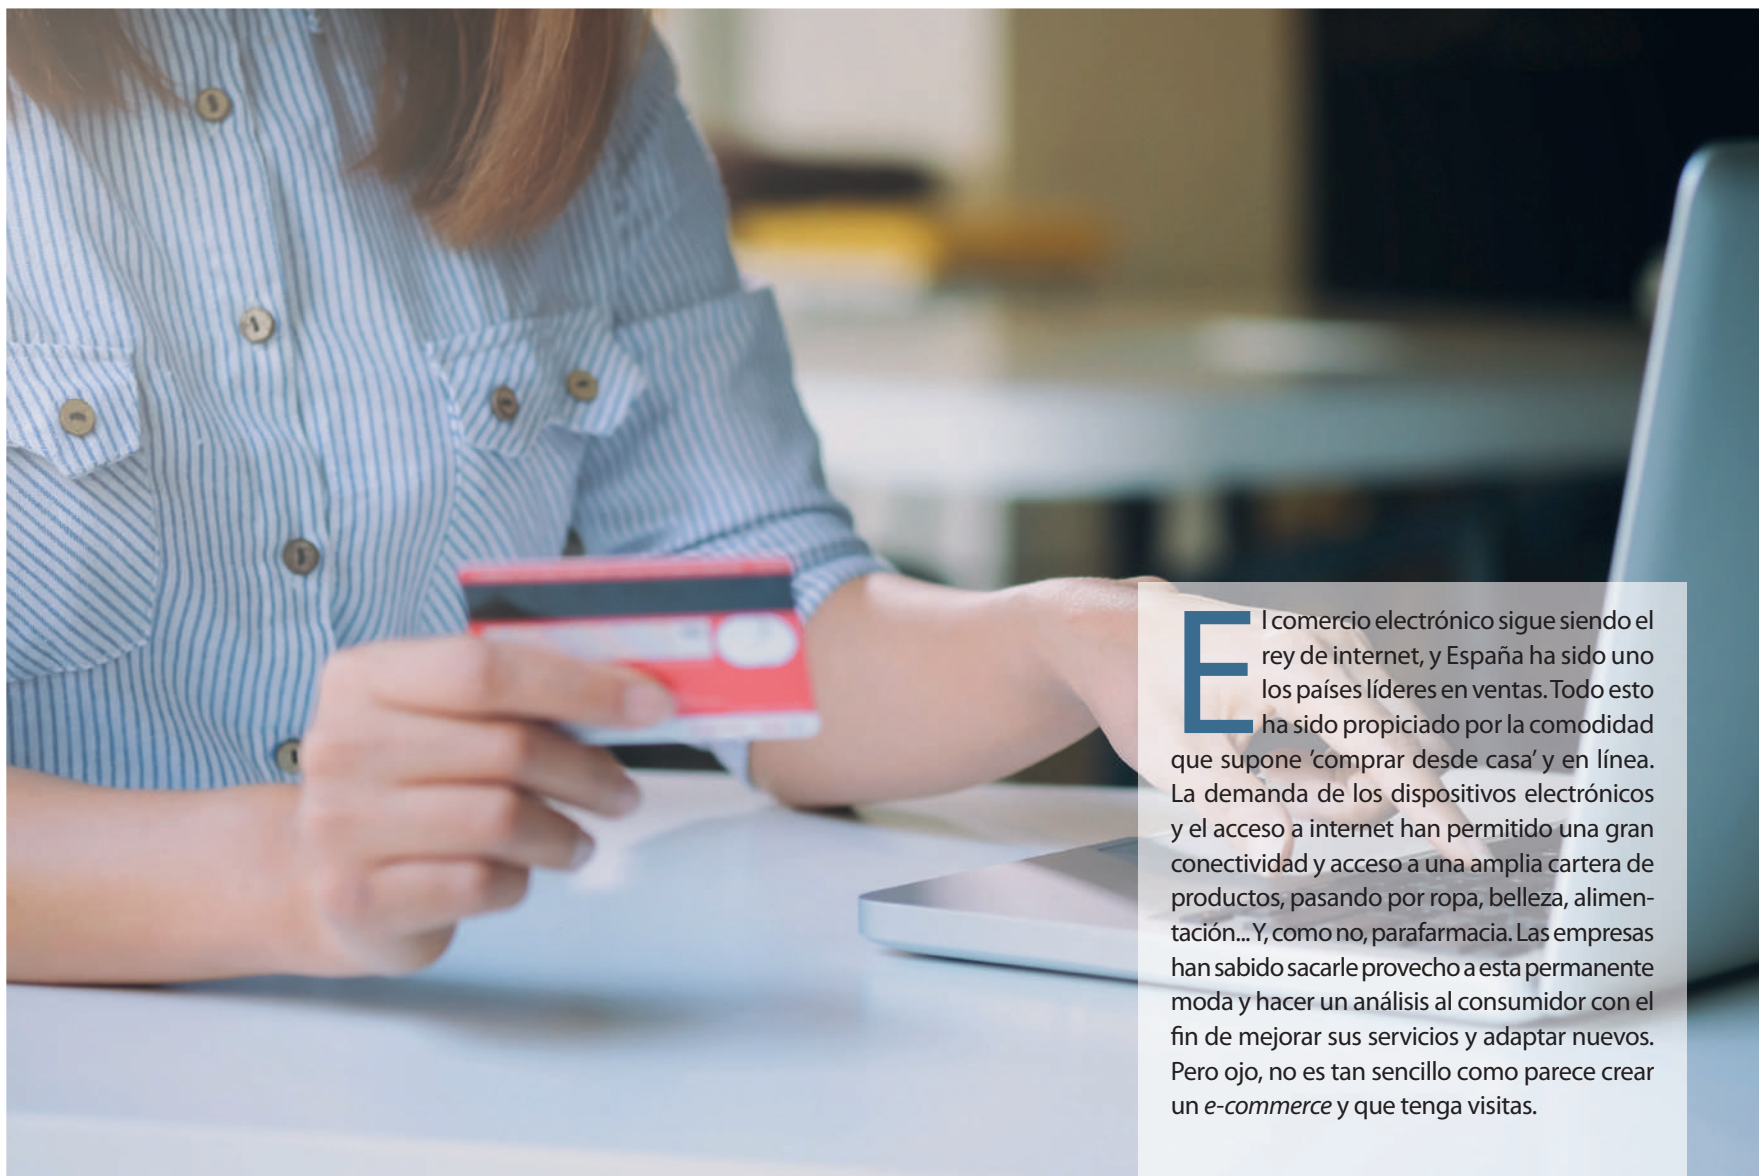 El comercio electrónico sigue siendo el
rey de internet, y España ha sido uno
los países líderes en ventas. Todo esto
ha sido propiciado por la comodidad
que supone ‘comprar desde casa’ y en línea.
La demanda de los dispositivos electrónicos
y el acceso a internet han permitido una gran
conectividad y acceso a una amplia cartera de
productos, pasando por ropa, belleza, alimen-
tación... Y, como no, parafarmacia. Las empresas
han sabido sacarle provecho a esta permanente
moda y hacer un análisis al consumidor con el
fin de mejorar sus servicios y adaptar nuevos.
Pero ojo, no es tan sencillo como parece crear
un e-commerce y que tenga visitas.